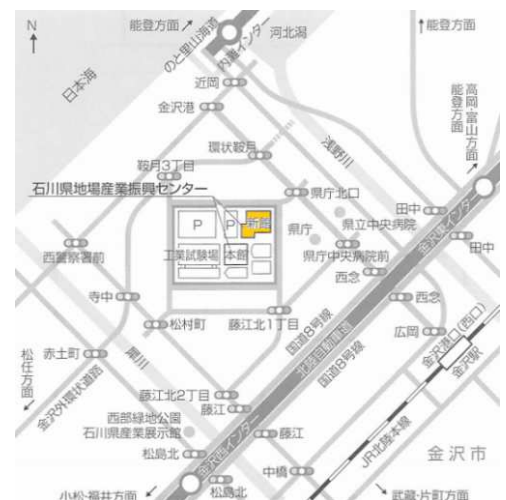 N
能登方面
のと里山海道
内灘インター
河北潟
能登方面
日本海
近岡
金沢港
高岡・富山方面
能登方面
浅野川
環状鞍月
鞍月3丁目
石川県地場産業振興センター
県庁北口
P
P
新館
県庁
県立中央病院
田中
金沢東インター
田中
西警察署前
工業試験場
本館
県庁中央病院前
西念
寺中
西念
松村町
藤江北1丁目
国道8号線
北陸自動車道
国道8号線
広岡
金沢港口(西口)
金沢駅
松任方面
赤土町
犀川
金沢外環状道路
藤江北2丁目
藤江
西部緑地公園
石川県産業展示館
藤江
JR北陸本線
金沢市
松島北
金沢西インター
中橋
松島北
小松・福井方面
武蔵・片町方面